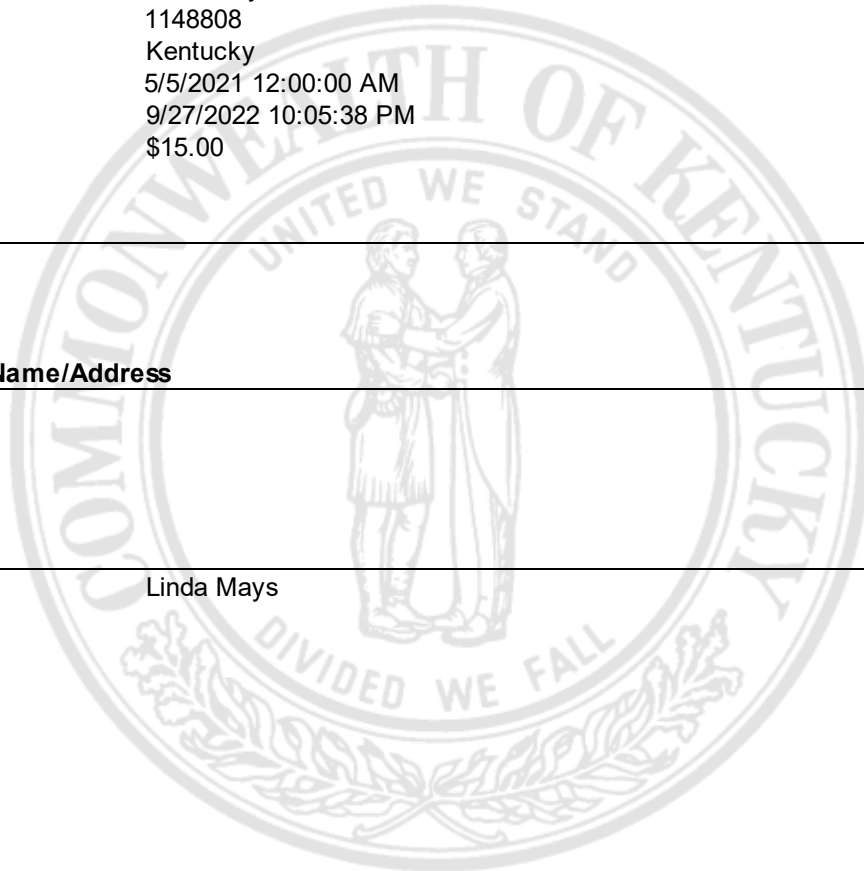 1148808
Kentucky
5/5/2021 12:00:00 AM
9/27/2022 10:05:38 PM
$15.00
COMMONWEALTH OF KENTUCKY
UNITED WE STAND
Name/Address
Linda Mays
DIVIDED WE FALL